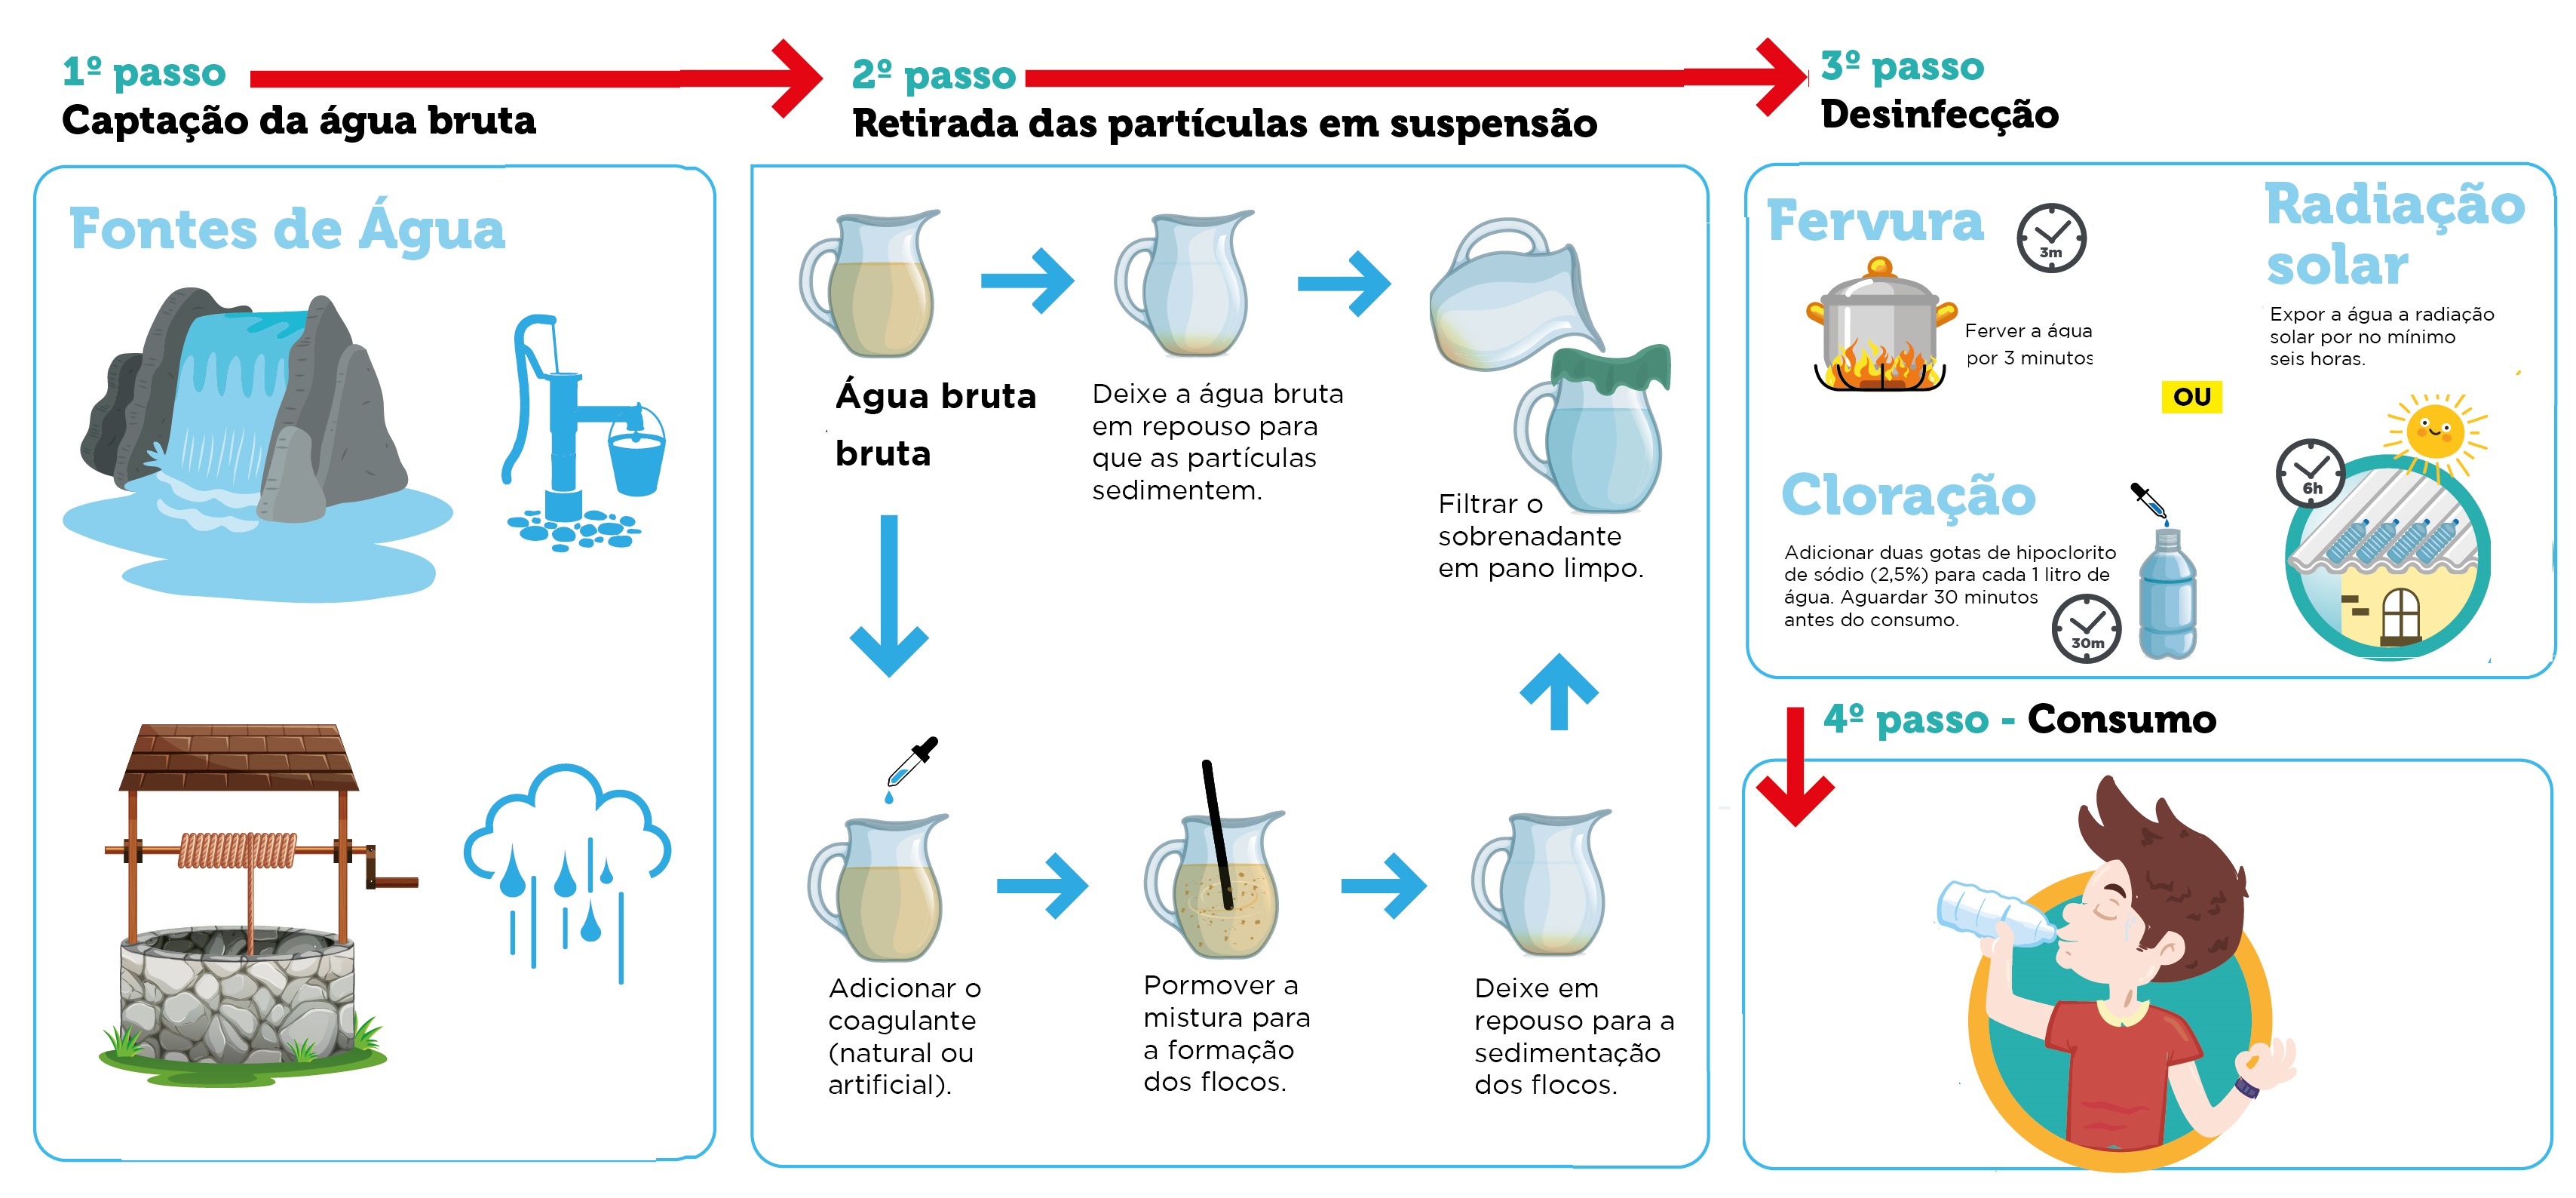 1º passo
Captação da água bruta
Fontes de Água
2º passo
Retirada das partículas em suspensão
Água bruta
bruta
Deixe a água bruta
em repouso para
que as partículas
sedimentem.
Filtrar o
sobrenadante
em pano limpo.
Adicionar o
coagulante
(natural ou
artificial).
Pormover a
mistura para
a formação
dos flocos.
Deixe em
repouso para a
sedimentação
dos flocos.
3º passo
Desinfecção
Fervura
3m
Ferver a água
por 3 minutos
OU
Radiação
solar
Expor a água a radiação
solar por no mínimo
seis horas.
6h
Cloração
Adicionar duas gotas de hipoclorito
de sódio (2,5%) para cada 1 litro de
água. Aguardar 30 minutos
antes do consumo.
30m
4º passo - Consumo